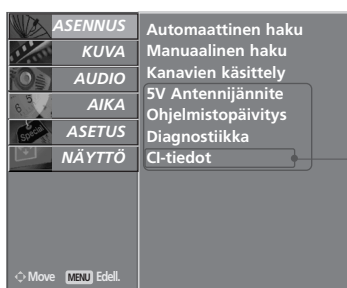 ASENNUS
KUVA
AUDIO
AIKA
ASETUS
NÄYTTÖ
Automaattinen haku
Manuaalinen haku
Kanavien käsittely
5V Antennijännite
Ohjelmistopäivitys
Diagnostiikka
CI-tiedot
Move MENU Edell.